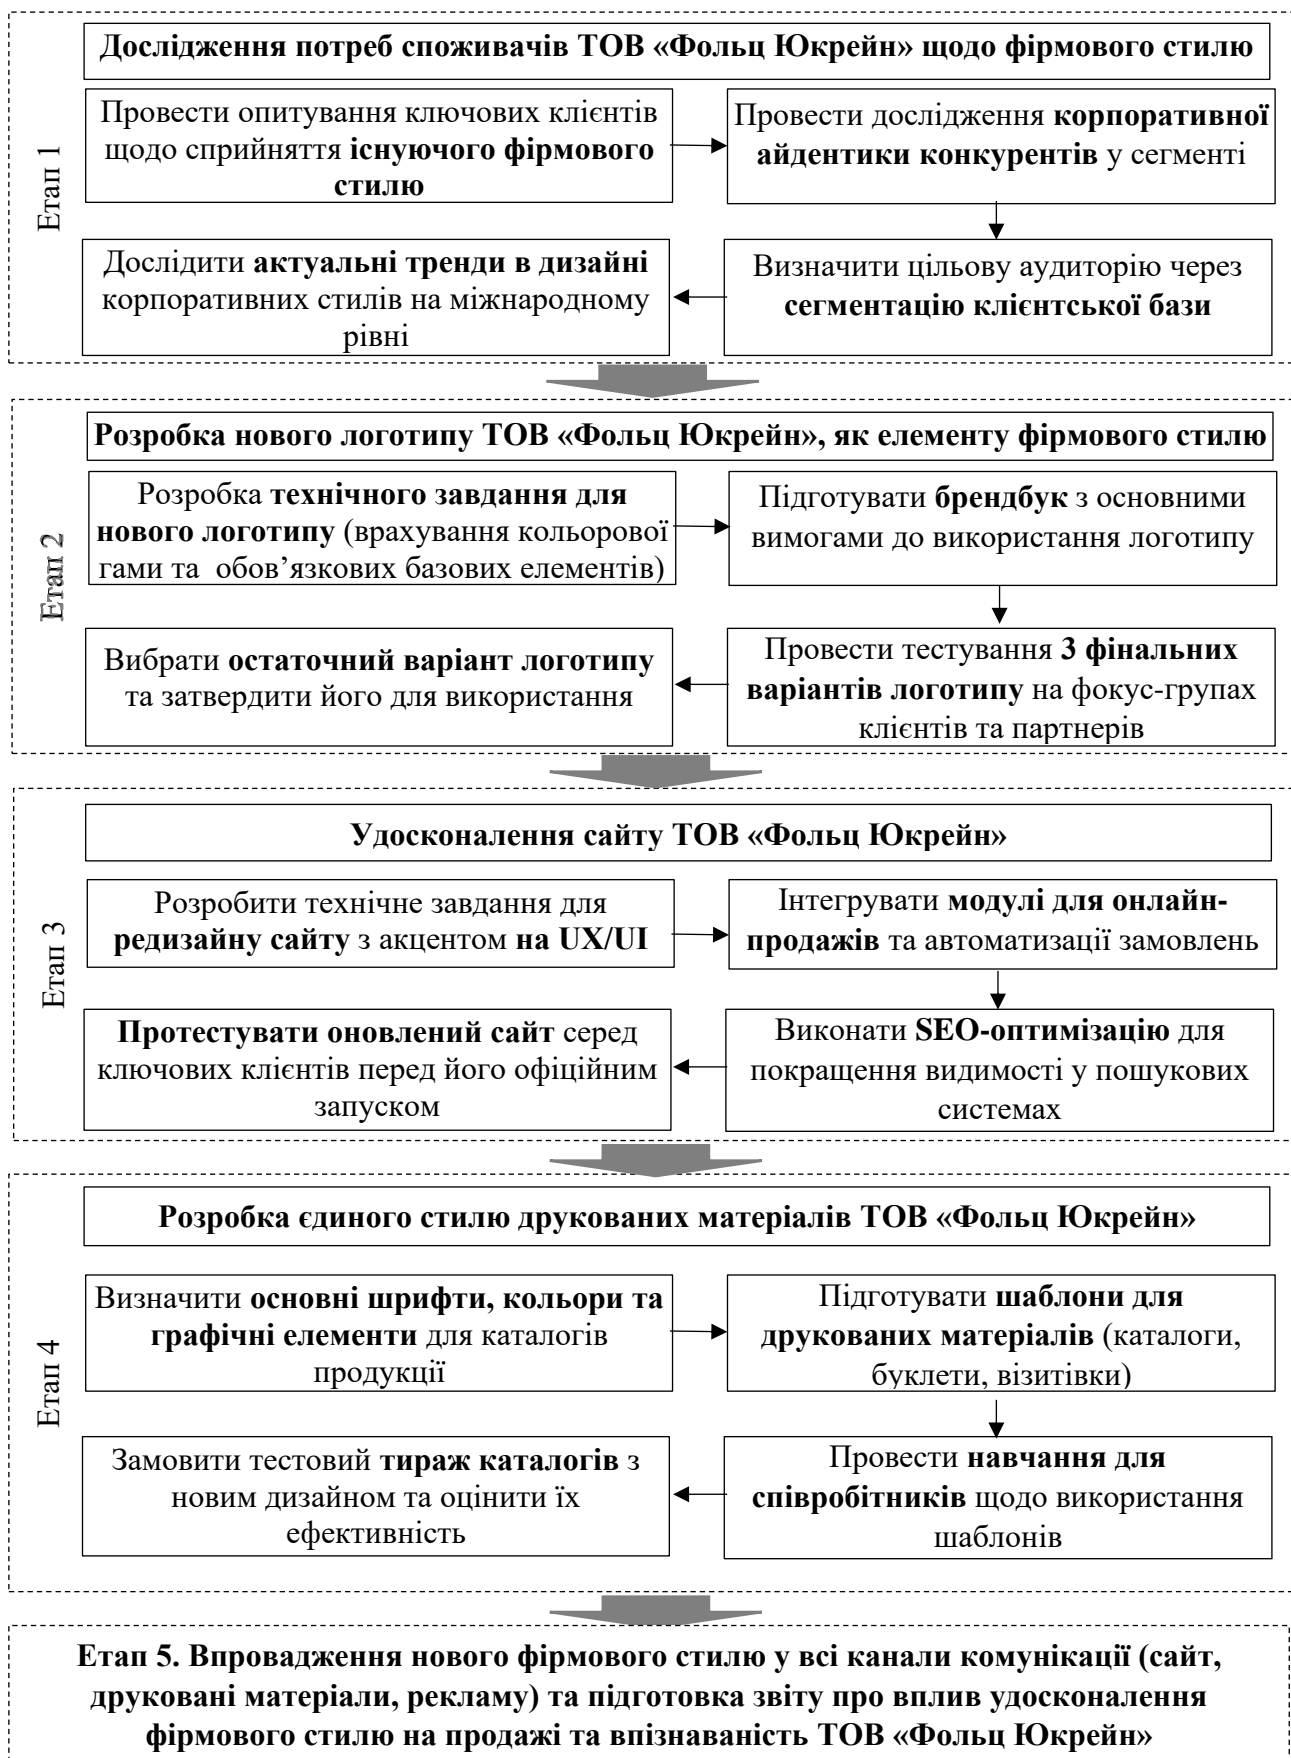 Етап 1
Дослідження потреб споживачів ТОВ «Фольц Юкрейн» щодо фірмового стилю
Провести опитування ключових клієнтів
щодо сприйняття існуючого фірмового
стилю
Провести дослідження корпоративної
айдентики конкурентів у сегменті
Визначити цільову аудиторію через
сегментацію клієнтської бази
Дослідити актуальні тренди в дизайні
корпоративних стилів на міжнародному
рівні
Етап 2
Розробка нового логотипу ТОВ «Фольц Юкрейн», як елементу фірмового стилю
Розробка технічного завдання для
нового логотипу (врахування кольорової
гами та обов’язкових базових елементів)
Підготувати брендбук з основними
вимогами до використання логотипу
Провести тестування 3 фінальних
варіантів логотипу на фокус-групах
клієнтів та партнерів
Вибрати остаточний варіант логотипу
та затвердити його для використання
Етап 3
Удосконалення сайту ТОВ «Фольц Юкрейн»
Розробити технічне завдання для
редизайну сайту з акцентом на UX/UI
Інтегрувати модулі для онлайн-
продажів та автоматизації замовлень
Виконати SEO-оптимізацію для
покращення видимості у пошукових
системах
Протестувати оновлений сайт серед
ключових клієнтів перед його офіційним
запуском
Етап 4
Розробка єдиного стилю друкованих матеріалів ТОВ «Фольц Юкрейн»
Визначити основні шрифти, кольори та
графічні елементи для каталогів
продукції
Підготувати шаблони для
друкованих матеріалів (каталоги,
буклети, візитівки)
Провести навчання для
співробітників щодо використання
шаблонів
Замовити тестовий тираж каталогів з
новим дизайном та оцінити їх
ефективність
Етап 5. Впровадження нового фірмового стилю у всі канали комунікації (сайт,
друковані матеріали, рекламу) та підготовка звіту про вплив удосконалення
фірмового стилю на продажі та впізнаваність ТОВ «Фольц Юкрейн»